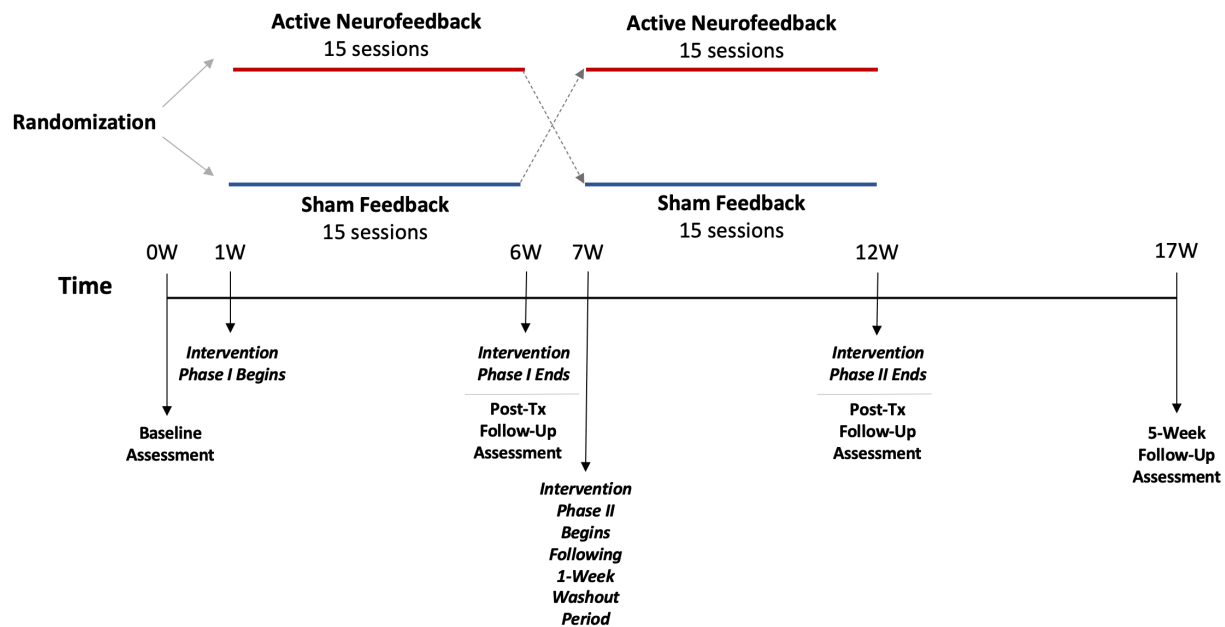 Active Neurofeedback
15 sessions
Active Neurofeedback
15 sessions
Randomization
Sham Feedback
15 sessions
Sham Feedback
15 sessions
0W
1W
6W
7W
12W
17W
Time
Intervention
Phase I Begins
Intervention
Phase I Ends
Post-Tx
Follow-Up
Assessment
Intervention
Phase II Ends
Post-Tx
Follow-Up
Assessment
Baseline
Assessment
5-Week
Follow-Up
Assessment
Intervention
Phase II
Begins
Following
1-Week
Washout
Period